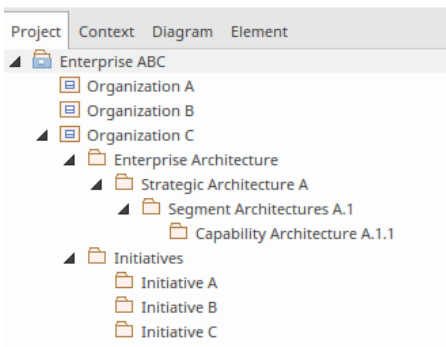 Project Context Diagram Element
Enterprise ABC
Organization A
Organization B
Organization C
Enterprise Architecture
Strategic Architecture A
Segment Architectures A.1
Capability Architecture A.1.1
Initiatives
Initiative A
Initiative B
Initiative C